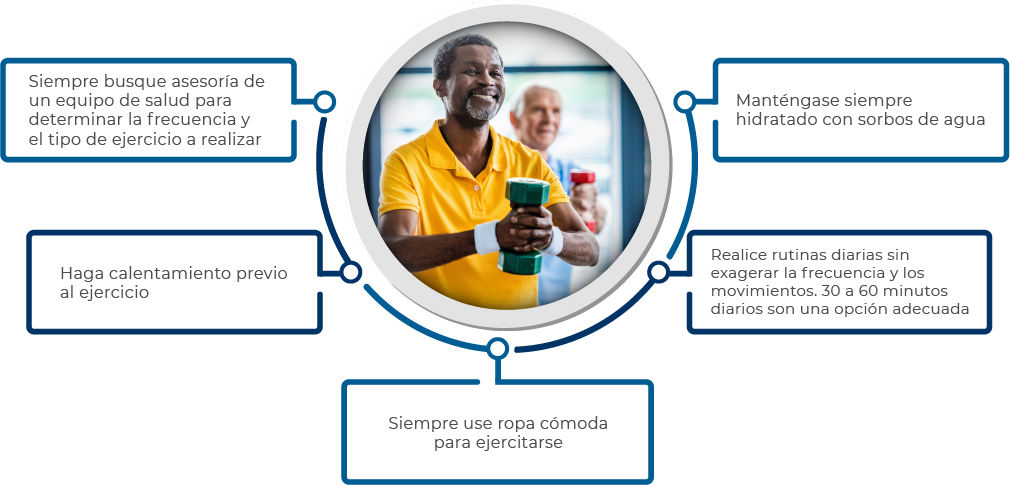 Siempre busque asesoría de
un equipo de salud para
determinar la frecuencia y
el tipo de ejercicio a realizar
Haga calentamiento previo
al ejercicio
Siempre use ropa cómoda
para ejercitarse
Realice rutinas diarias sin
exagerar la frecuencia y los
movimientos. 30 a 60 minutos
diarios son una opción adecuada
Manténgase siempre
hidratado con sorbos de agua